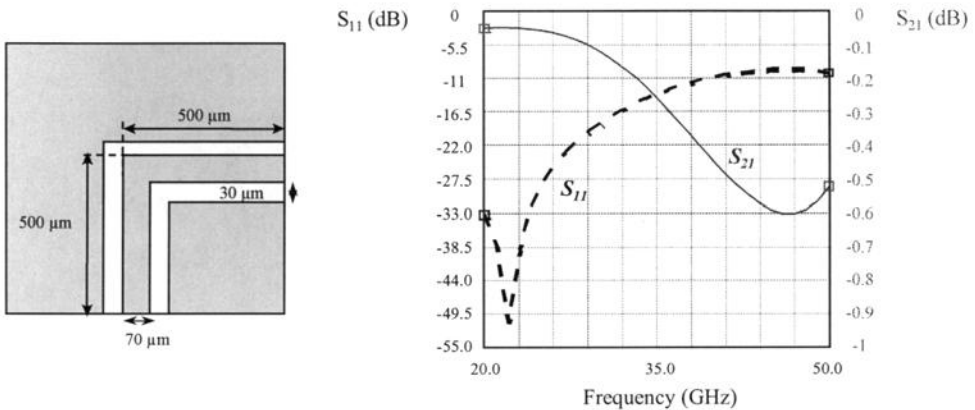 500 µm
30 µm
500 µm
70 µm
S11 (dB)
S21 (dB)
0
-5.5
-11
-16.5
-22.0
-27.5
-33.0
-38.5
-44.0
-49.5
-55.0
0
-0.1
-0.2
-0.3
-0.4
-0.5
-0.6
-0.7
-0.8
-0.9
-1
S21
S11
20.0
35.0
50.0
Frequency (GHz)